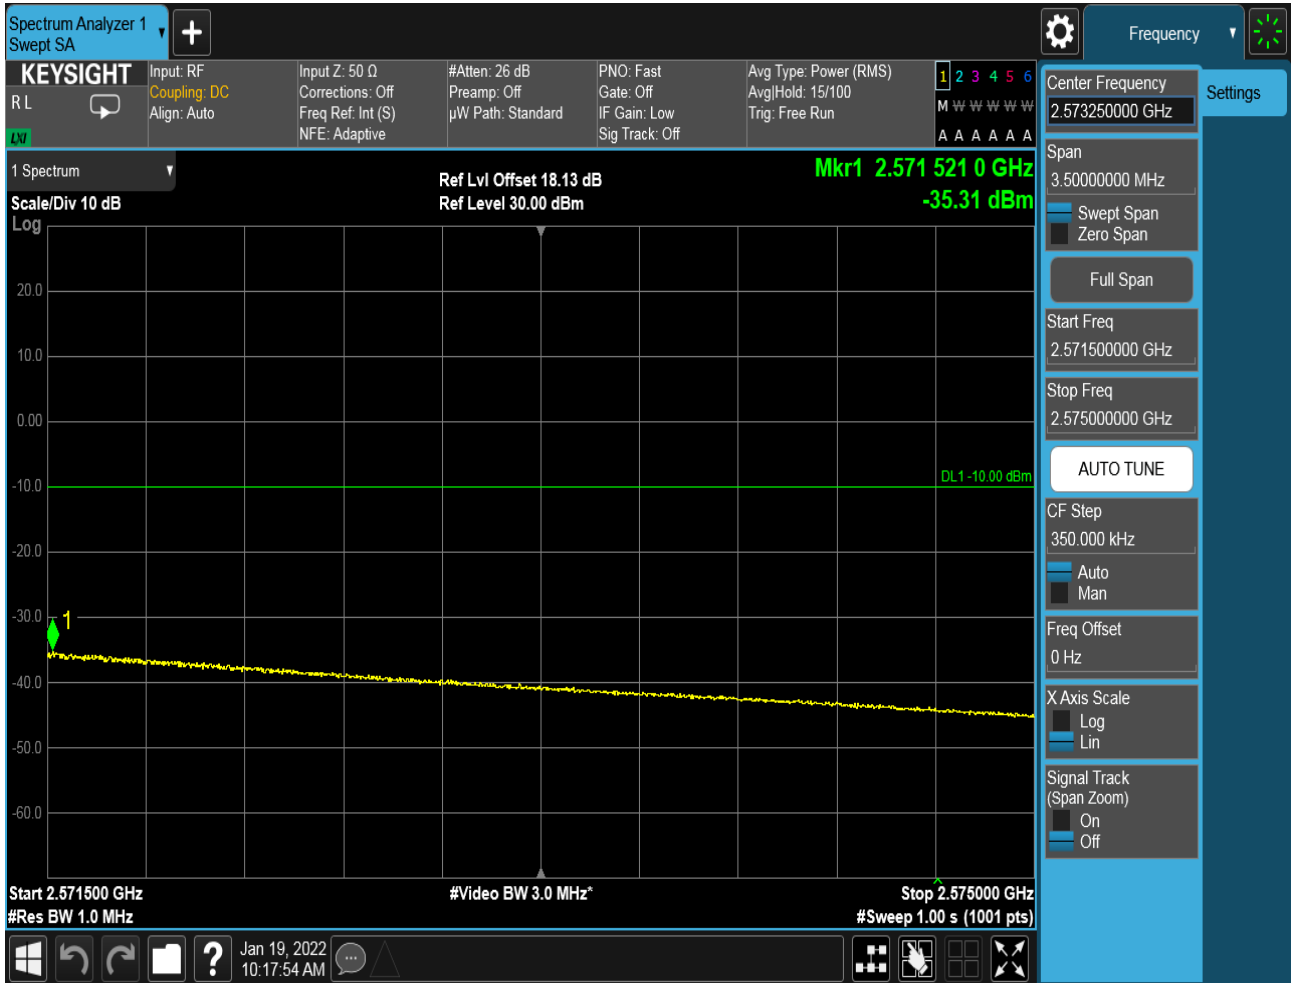 Spectrum Analyzer 1
Swept SA
Frequency
KEYSIGHT
R L
LXI
Input: RF
Coupling: DC
Align: Auto
Input Z: 50 Ω
Corrections: Off
Freq Ref: Int (S)
NFE: Adaptive
#Atten: 26 dB
Preamp: Off
µW Path: Standard
PNO: Fast
Gate: Off
IF Gain: Low
Sig Track: Off
Avg Type: Power (RMS)
Avg|Hold: 15/100
Trig: Free Run
1 2 3 4 5 6
M W W W W W
A A A A A A
1 Spectrum
Scale/Div 10 dB
Log
Ref Lvl Offset 18.13 dB
Ref Level 30.00 dBm
Mkr1 2.571 521 0 GHz
-35.31 dBm
20.0
10.0
0.00
-10.0
DL1 -10.00 dBm
-20.0
-30.0
1
-40.0
-50.0
-60.0
Start 2.571500 GHz
#Video BW 3.0 MHz*
Stop 2.575000 GHz
#Res BW 1.0 MHz
#Sweep 1.00 s (1001 pts)
Jan 19, 2022
10:17:54 AM
Center Frequency
2.573250000 GHz
Settings
Span
3.50000000 MHz
Swept Span
Zero Span
Full Span
Start Freq
2.571500000 GHz
Stop Freq
2.575000000 GHz
AUTO TUNE
CF Step
350.000 kHz
Auto
Man
Freq Offset
0 Hz
X Axis Scale
Log
Lin
Signal Track
(Span Zoom)
On
Off